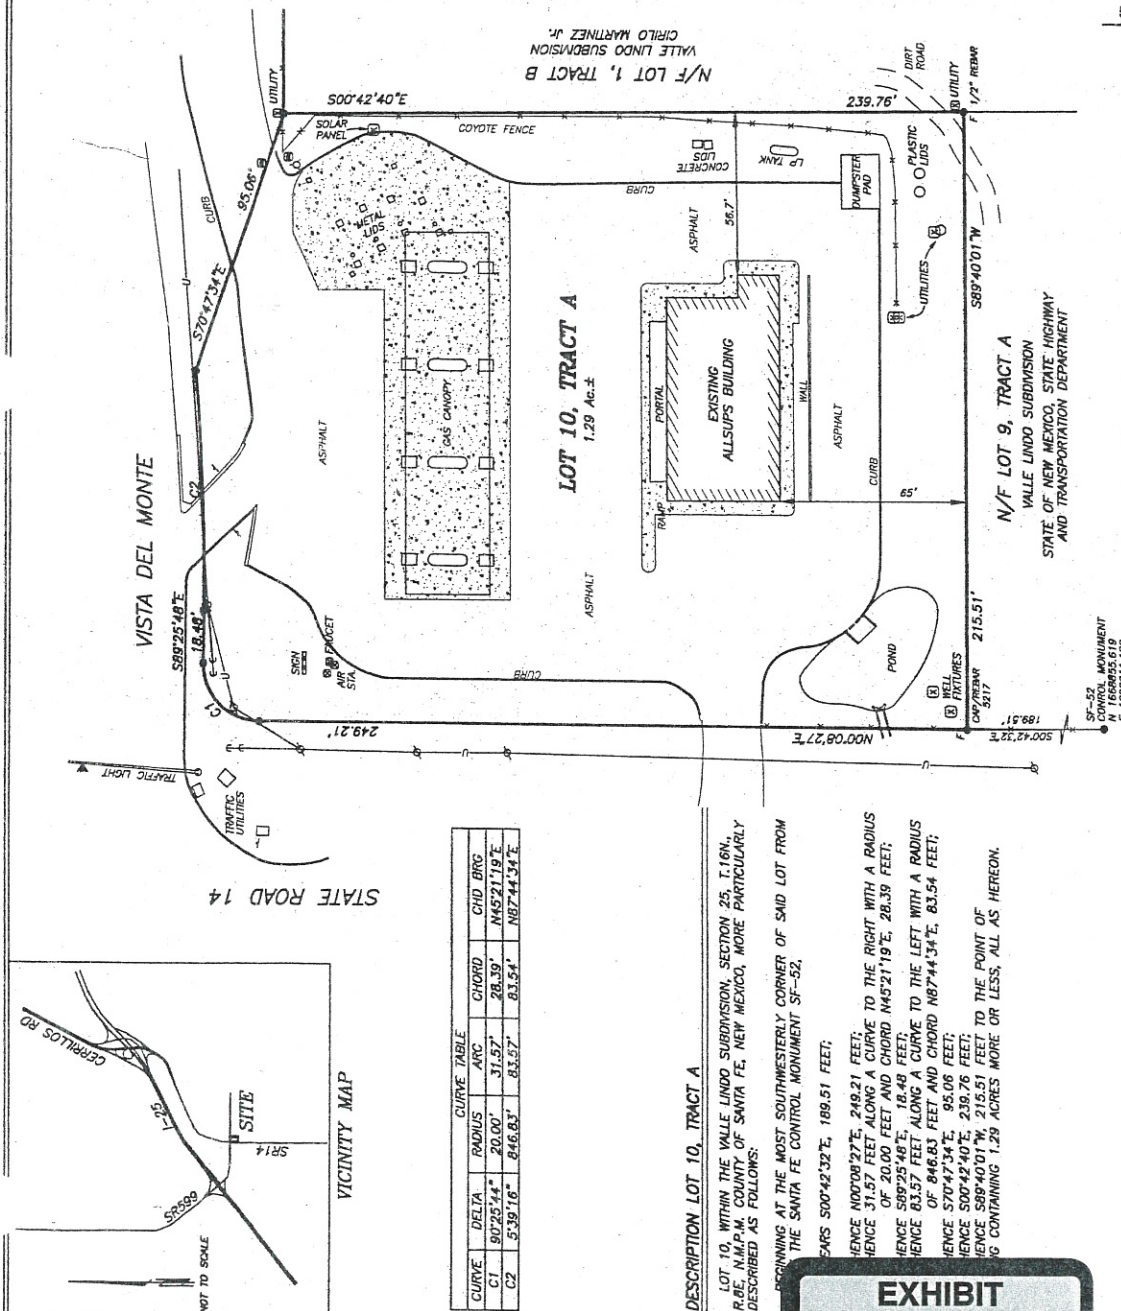 VISTA DEL MONTE
S89°25'48"E
18.48'
C2
S70°47'34"E
95.06'
CURB
U
UTILITY
SOLAR
PANEL
S00°42'40"E
239.76'
COYOTE FENCE
N/F LOT 1, TRACT B
VALLE LINDO SUBDIVISION
CIRILO MARTINEZ Jr.
DIRT
ROAD
UTILITY
1/2" REBAR
F
METAL
LIDS
GAS CANOPY
ASPHALT
CONCRETE
LIDS
LP TANK
CURB
DUMPSTER
PAD
PLASTIC
LIDS
UTILITIES
ASPHALT
56.7'
LOT 10, TRACT A
1.29 Ac.±
PORTAL
EXISTING
ALLSUPS BUILDING
RAMP
WALL
ASPHALT
ASPHALT
CURB
65'
S89°40'01"W
215.51'
N/F LOT 9, TRACT A
VALLE LINDO SUBDIVISION
STATE OF NEW MEXICO, STATE HIGHWAY
AND TRANSPORTATION DEPARTMENT
SIGN
FAUCET
AIR
STA.
CURB
C1
249.21'
N00°08'27"E
U
U
POND
WELL
FIXTURES
CAP/REBAR
5217
F
S00°42'32"E
189.51'
SF-52
CONROL MONUMENT
N 1668855.619
TRAFFIC LIGHT
TRAFFIC
UTILITIES
STATE ROAD 14
CERRILLOS RD
I-25
SR599
SR14
SITE
NOT TO SCALE
VICINITY MAP
CURVE TABLE
CURVE DELTA RADIUS ARC CHORD CHD BRG
C1 90°25'44" 20.00' 31.57' 28.39' N45°21'19"E
C2 5°39'16" 846.83' 83.57' 83.54' N87°44'34"E
DESCRIPTION LOT 10, TRACT A
LOT 10, WITHIN THE VALLE LINDO SUBDIVISION, SECTION 25, T.16N.,
R.8E, N.M.P.M. COUNTY OF SANTA FE, NEW MEXICO, MORE PARTICULARLY
DESCRIBED AS FOLLOWS:
BEGINNING AT THE MOST SOUTHWESTERLY CORNER OF SAID LOT FROM
THE SANTA FE CONTROL MONUMENT SF-52,
EARS S00°42'32"E, 189.51 FEET;
HENCE N00°08'27"E, 249.21 FEET;
HENCE 31.57 FEET ALONG A CURVE TO THE RIGHT WITH A RADIUS
OF 20.00 FEET AND CHORD N45°21'19"E, 28.39 FEET;
HENCE S89°25'48"E, 18.48 FEET;
HENCE 83.57 FEET ALONG A CURVE TO THE LEFT WITH A RADIUS
OF 846.83 FEET AND CHORD N87°44'34"E, 83.54 FEET;
HENCE S70°47'34"E, 95.06 FEET;
HENCE S00°42'40"E, 239.76 FEET;
HENCE S89°40'01"W, 215.51 FEET TO THE POINT OF
G CONTAINING 1.29 ACRES MORE OR LESS, ALL AS HEREON.
EXHIBIT